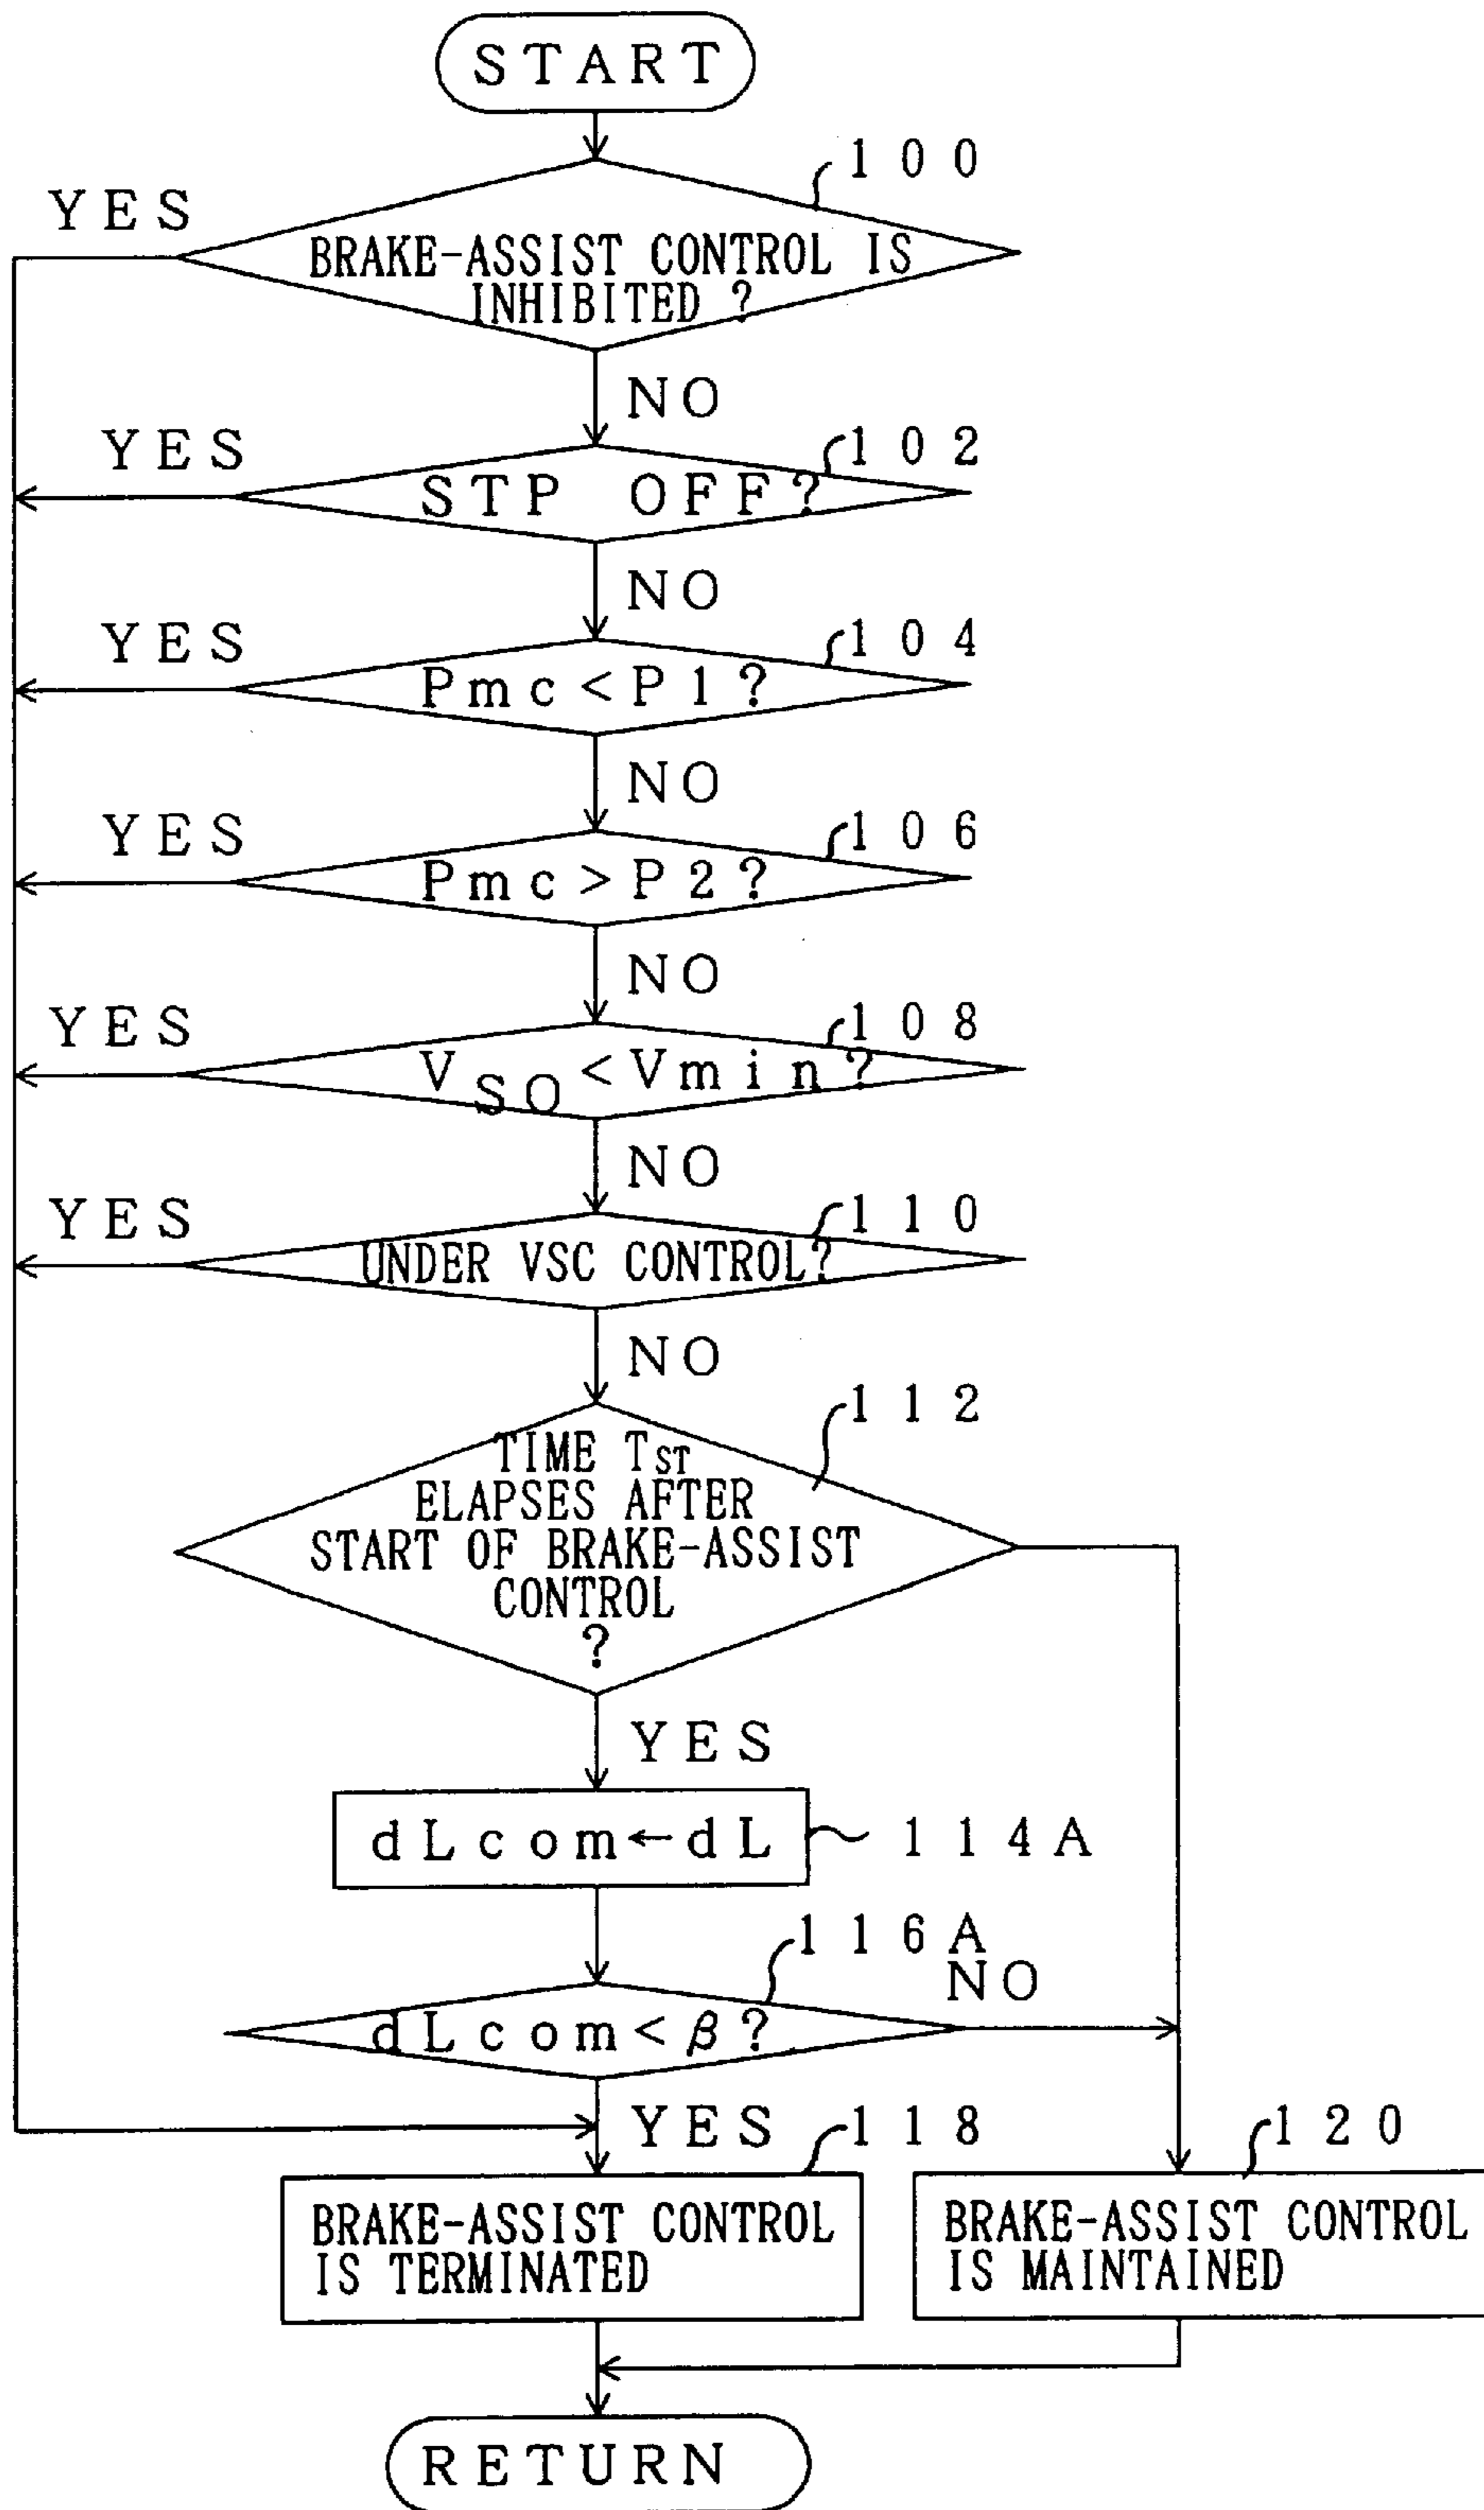 START
100
YES
BRAKE-ASSIST CONTROL IS
INHIBITED ?
NO
102
YES
STP OFF?
NO
104
YES
Pmc<P1?
NO
106
YES
Pmc>P2?
NO
108
YES
VSO<Vmin?
NO
110
YES
UNDER VSC CONTROL?
NO
112
TIME TST
ELAPSES AFTER
START OF BRAKE-ASSIST
CONTROL
?
YES
dLcom←dL
114A
116A
NO
dLcom<β?
YES
118
120
BRAKE-ASSIST CONTROL
IS TERMINATED
BRAKE-ASSIST CONTROL
IS MAINTAINED
RETURN